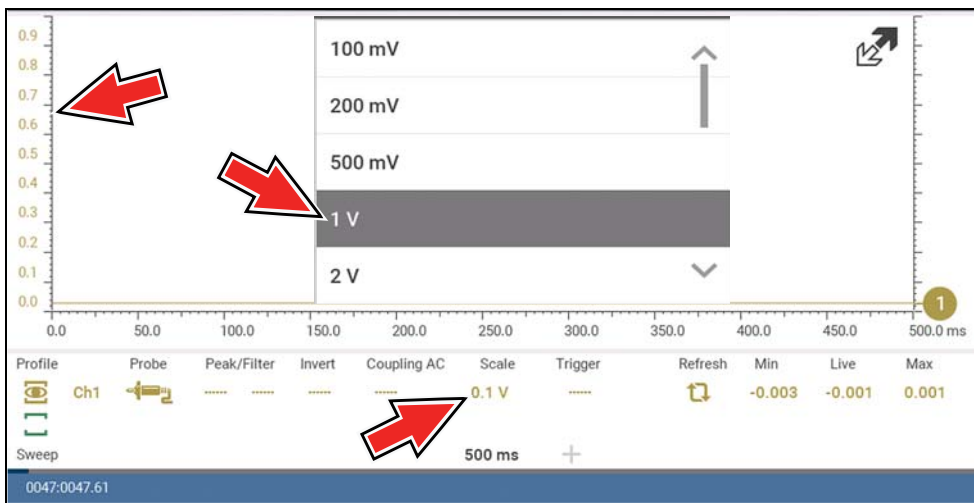 0.9
0.8
0.7
0.6
0.5
0.4
0.3
0.2
0.1
0.0
100 mV
200 mV
500 mV
1 V
2 V
1
0.0 50.0 100.0 150.0 200.0 250.0 300.0 350.0 400.0 450.0 500.0 ms
Profile Probe Peak/Filter Invert Coupling AC Scale Trigger Refresh Min Live Max
Ch1 ----- ----- ----- ----- 0.1 V ----- -0.003 -0.001 0.001
Sweep 500 ms +
0047:0047.61